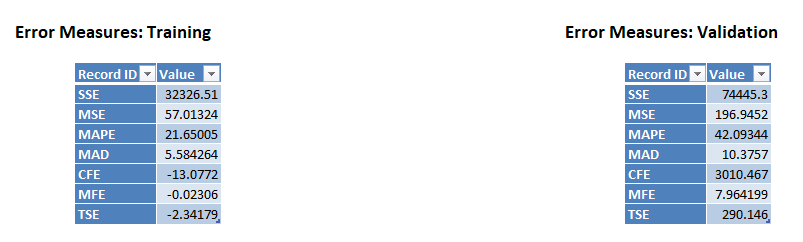 Error Measures: Training
Error Measures: Validation
Record ID Value
SSE 32326.51
MSE 57.01324
MAPE 21.65005
MAD 5.584264
CFE -13.0772
MFE -0.02306
TSE -2.34179
Record ID Value
SSE 74445.3
MSE 196.9452
MAPE 42.09344
MAD 10.3757
CFE 3010.467
MFE 7.964199
TSE 290.146